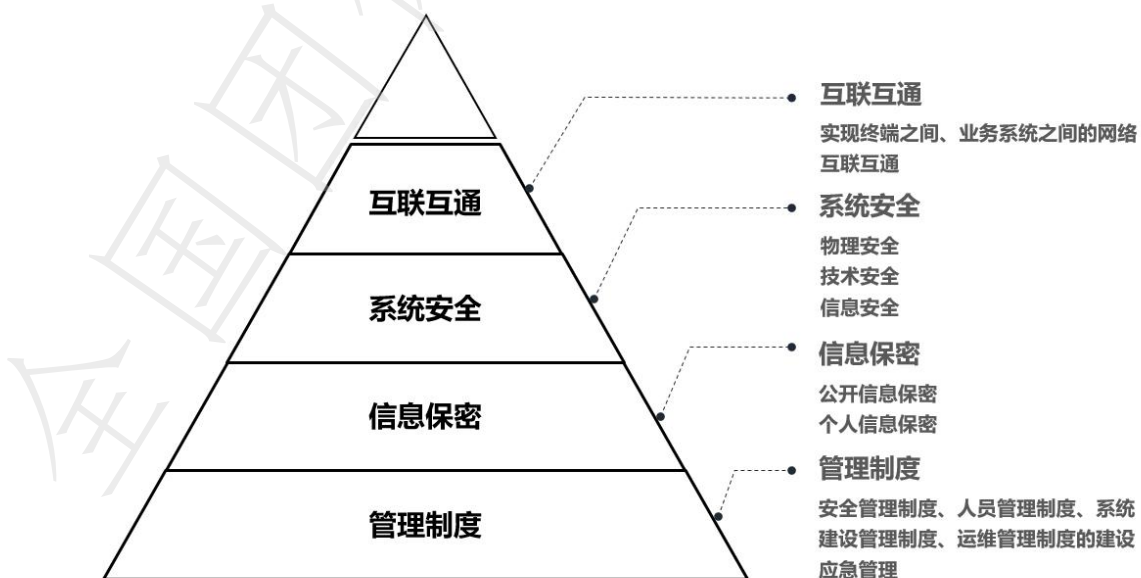 互联互通
系统安全
信息保密
管理制度
互联互通
实现终端之间、业务系统之间的网络
互联互通
系统安全
物理安全
技术安全
信息安全
信息保密
公开信息保密
个人信息保密
管理制度
安全管理制度、人员管理制度、系统
建设管理制度、运维管理制度的建设
应急管理
全国